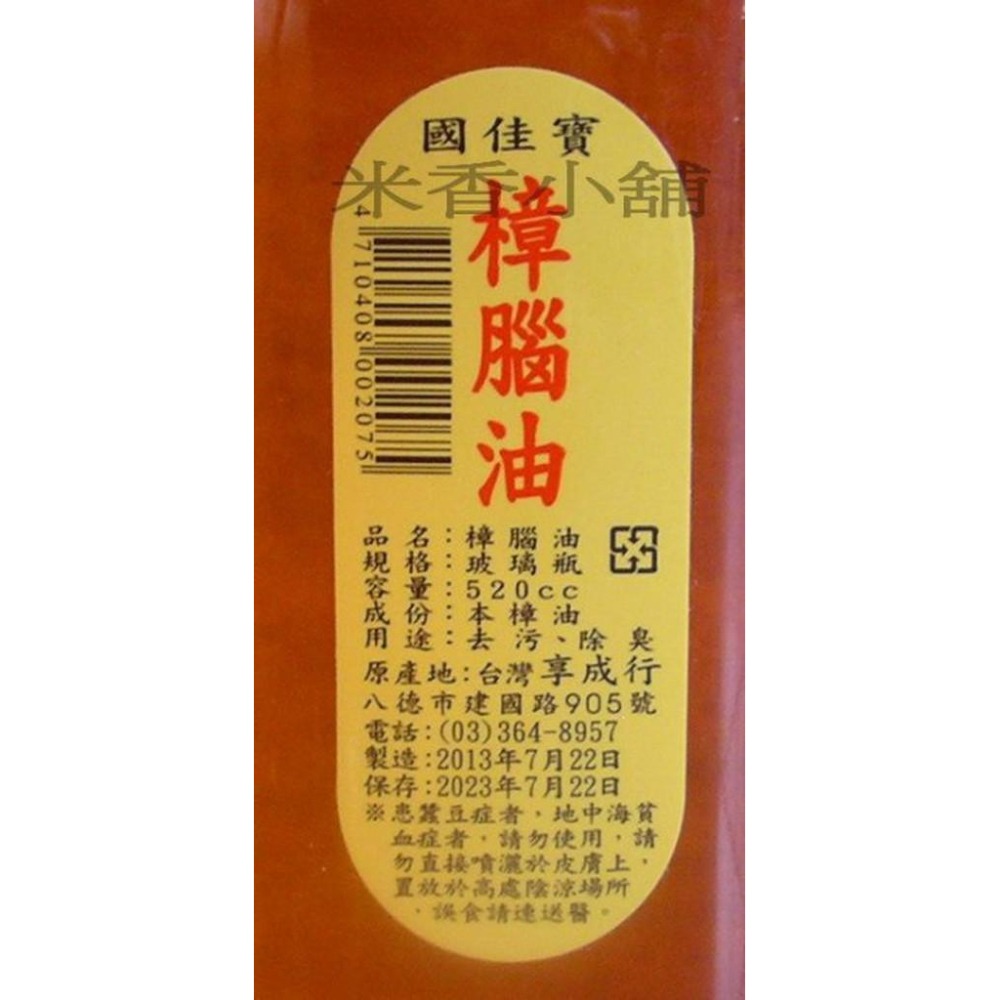 國佳寶
米香小舖
樟腦油
4710408002075
品名：樟腦油
規格：玻璃瓶
容量：520cc
成份：本樟油
用途：去污、除臭
原產地：台灣享成行
八德市建國路905號
電話：(03)364-8957
製造：2013年7月22日
保存：2023年7月22日
※患蠶豆症者，地中海貧
血症者，請勿使用，請
勿直接噴灑於皮膚上，
置放於高處陰涼場所
，誤食請速送醫。